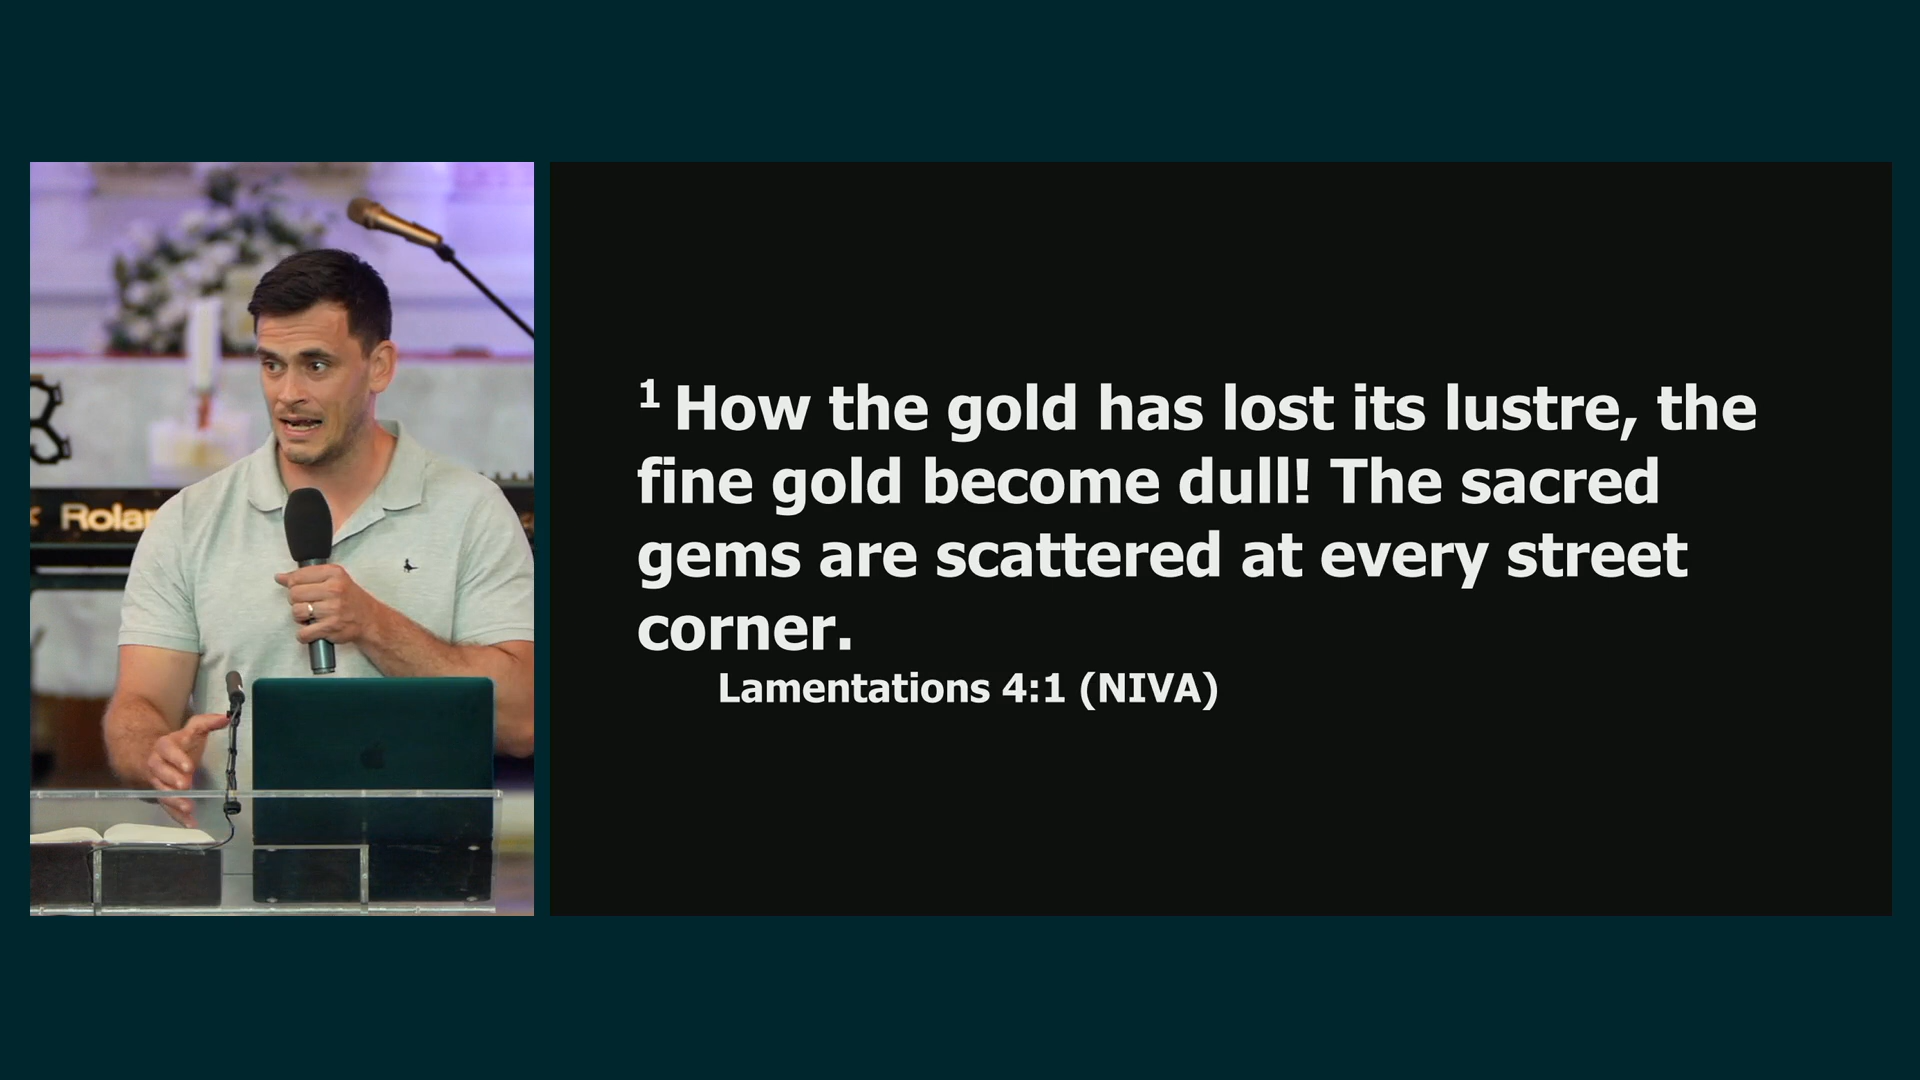 Rolan
1 How the gold has lost its lustre, the
fine gold become dull! The sacred
gems are scattered at every street
corner.
Lamentations 4:1 (NIVA)